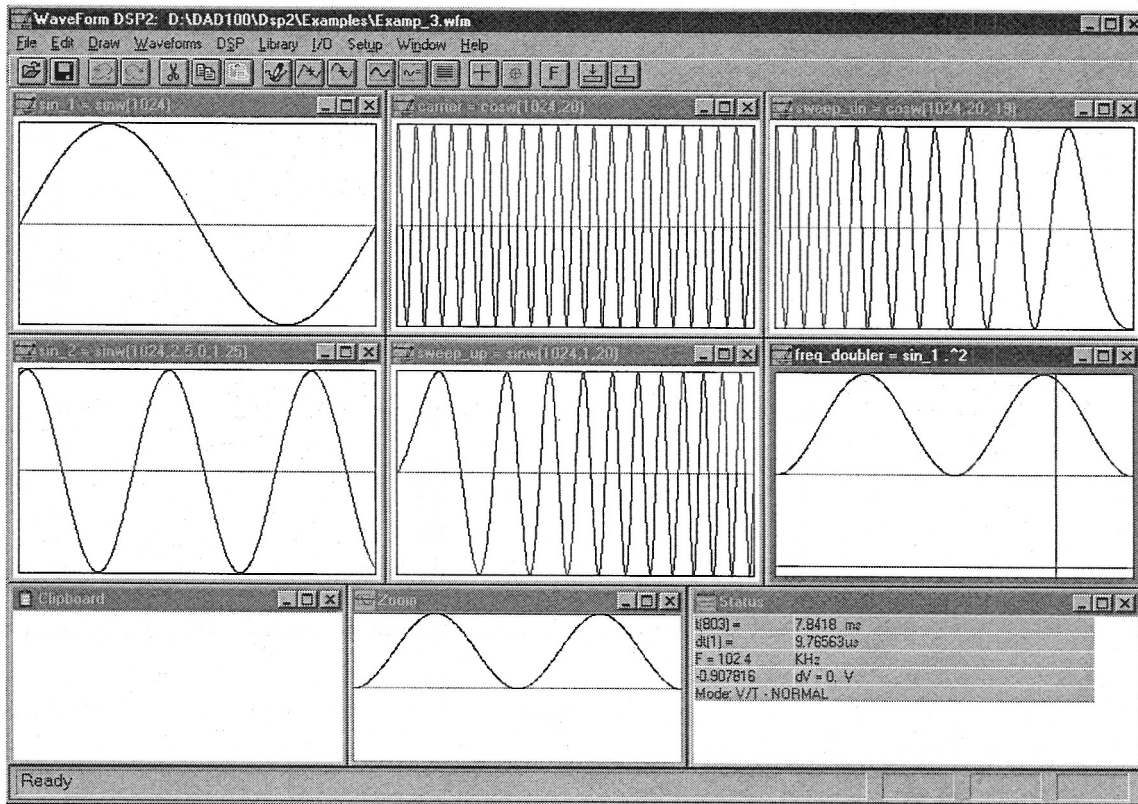 WaveForm DSP2: D:\DAD100\Dsp2\Examples\Examp_3.wfm
File Edit Draw Waveforms DSP Library I/O Setup Window Help
F
sin_1 = sinw(1024)
carrier = cosw(1024,20)
sweep_dn = cosw(1024,20,-19)
sin_2 = sinw(1024,2.5,0,1.25)
sweep_up = sinw(1024,1,20)
freq_doubler = sin_1 .^2
Clipboard
Zoom
Status
t(803) = 7.8418 ms
dt(1) = 9.76563us
F = 102.4 KHz
-0.907816 dV = 0. V
Mode: V/T - NORMAL
Ready